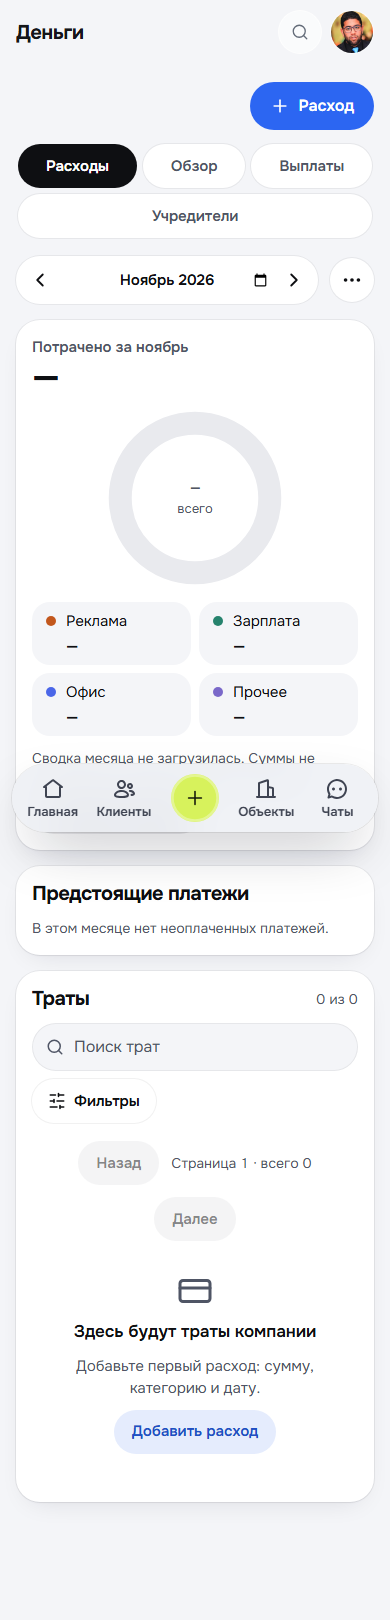 Деньги
+ Расход
Расходы
Обзор
Выплаты
Учредители
Ноябрь 2026
Потрачено за ноябрь
—
–
всего
Реклама
–
Зарплата
–
Офис
–
Прочее
–
Сводка месяца не загрузилась. Суммы не
Главная
Клиенты
Объекты
Чаты
Предстоящие платежи
В этом месяце нет неоплаченных платежей.
Траты
0 из 0
Поиск трат
Фильтры
Назад
Страница 1 · всего 0
Далее
Здесь будут траты компании
Добавьте первый расход: сумму,
категорию и дату.
Добавить расход